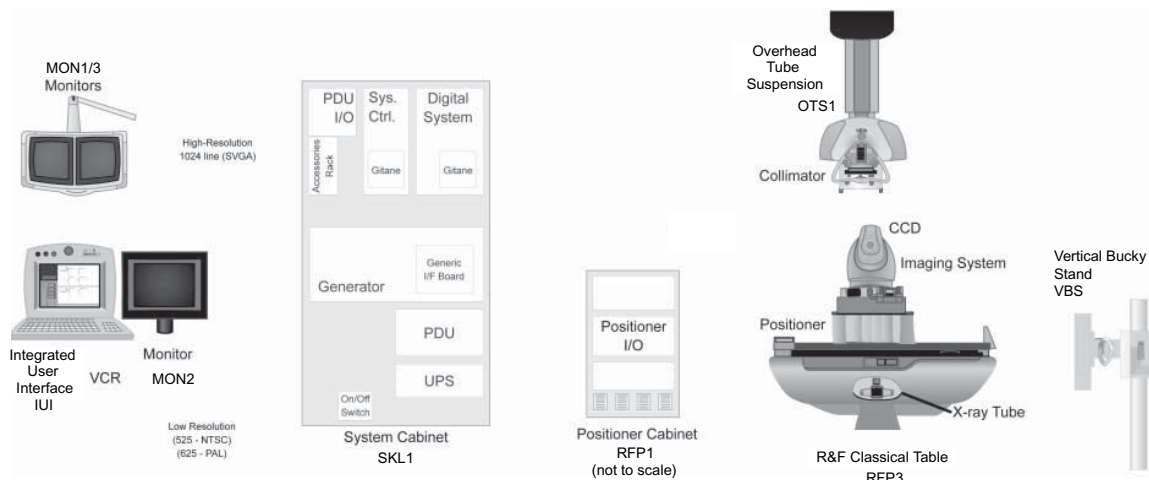 MON1/3
Monitors
High-Resolution
1024 line (SVGA)
Integrated
User
Interface
IUI
VCR
Monitor
MON2
Low Resolution
(525 - NTSC)
(625 - PAL)
PDU
I/O
Sys.
Ctrl.
Digital
System
Accessories
Rack
Gitane
Gitane
Generator
Generic
I/F Board
PDU
UPS
On/Off
Switch
System Cabinet
SKL1
Positioner
I/O
Positioner Cabinet
RFP1
(not to scale)
Overhead
Tube
Suspension
OTS1
Collimator
CCD
Imaging System
Positioner
X-ray Tube
R&F Classical Table
RFP3
Vertical Bucky
Stand
VBS